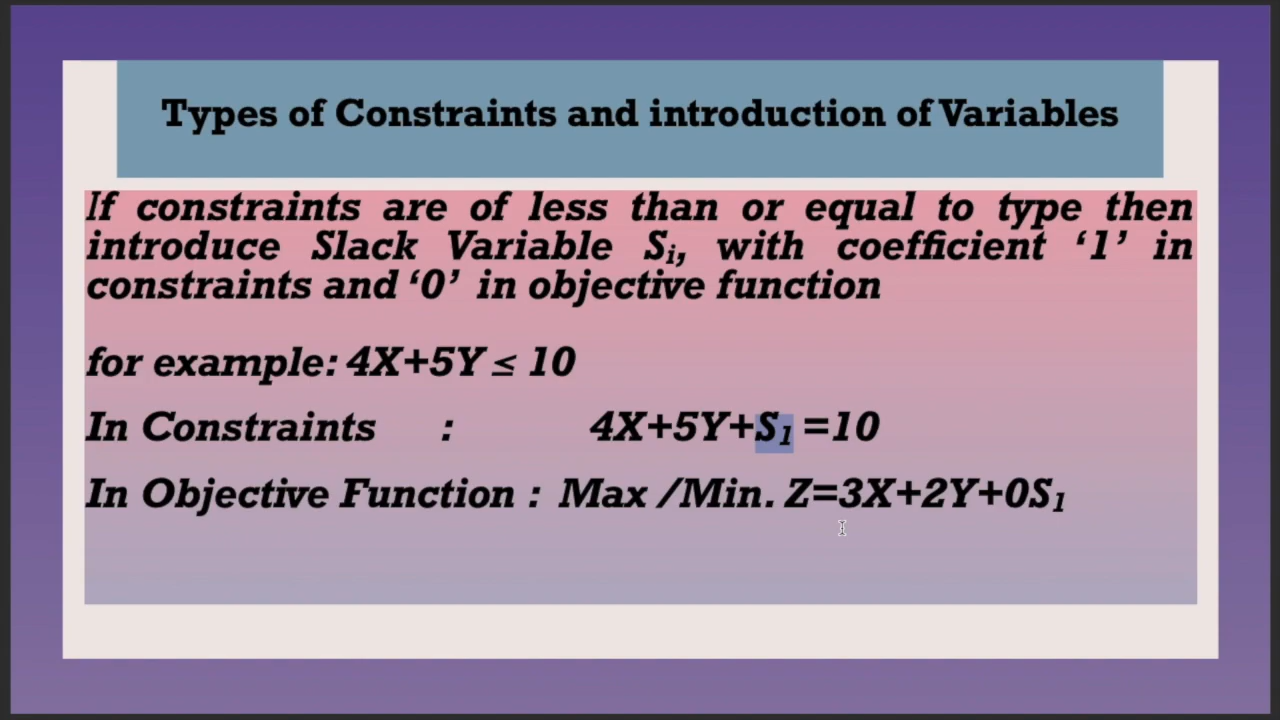 Types of Constraints and introduction of Variables
If constraints are of less than or equal to type then
introduce Slack Variable Sᵢ, with coefficient ‘1’ in
constraints and ‘0’ in objective function
for example: 4X+5Y ≤ 10
In Constraints : 4X+5Y+S₁ =10
In Objective Function : Max /Min. Z=3X+2Y+0S₁